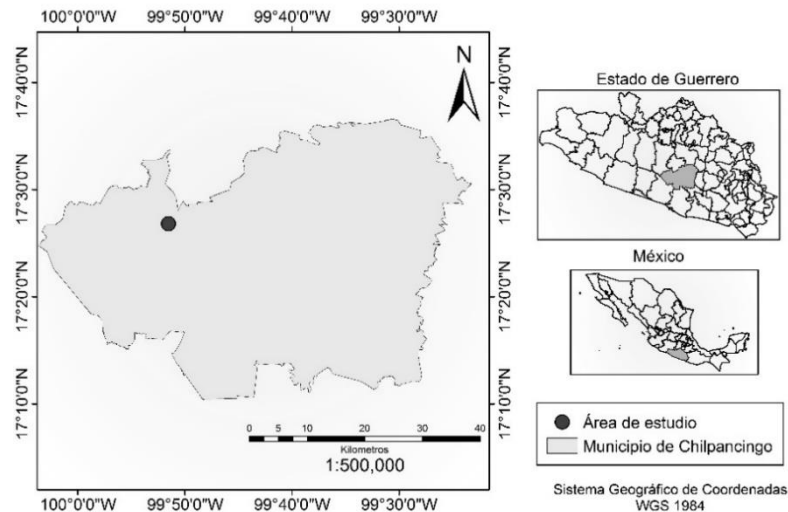 100°0'0"W 99°50'0"W 99°40'0"W 99°30'0"W
17°40'0"N
17°30'0"N
17°20'0"N
17°10'0"N
N
0 5 10 20 30 40
Kilometros
1:500,000
17°40'0"N
17°30'0"N
17°20'0"N
17°10'0"N
100°0'0"W 99°50'0"W 99°40'0"W 99°30'0"W
Estado de Guerrero
México
Área de estudio
Municipio de Chilpancingo
Sistema Geográfico de Coordenadas
WGS 1984